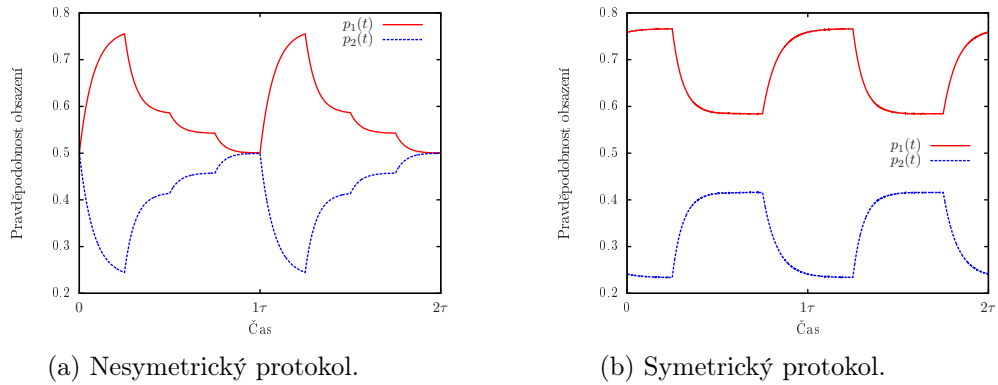 Pravděpodobnost obsazení
0.8
0.7
0.6
0.5
0.4
0.3
0.2
0
1τ
2τ
Čas
p₁(t)
p₂(t)
(a) Nesymetrický protokol.
Pravděpodobnost obsazení
0.8
0.7
0.6
0.5
0.4
0.3
0.2
0
1τ
2τ
Čas
p₁(t)
p₂(t)
(b) Symetrický protokol.